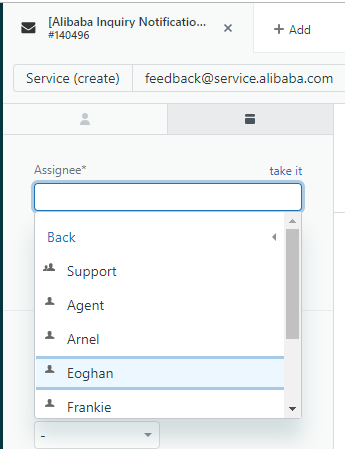 [Alibaba Inquiry Notificatio...
#140496
+ Add
Service (create)
feedback@service.alibaba.com
Assignee*
take it
Back
Support
Agent
Arnel
Eoghan
Frankie
-